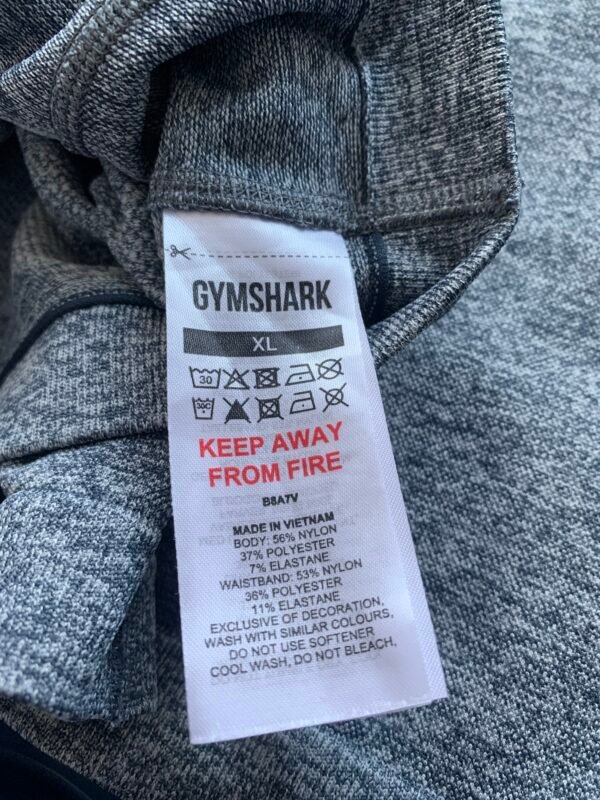 GYMSHARK
XL
30
30C
KEEP AWAY
FROM FIRE
B8A7V
MADE IN VIETNAM
BODY: 56% NYLON
37% POLYESTER
7% ELASTANE
WAISTBAND: 53% NYLON
36% POLYESTER
11% ELASTANE
EXCLUSIVE OF DECORATION,
WASH WITH SIMILAR COLOURS,
DO NOT USE SOFTENER
COOL WASH, DO NOT BLEACH,